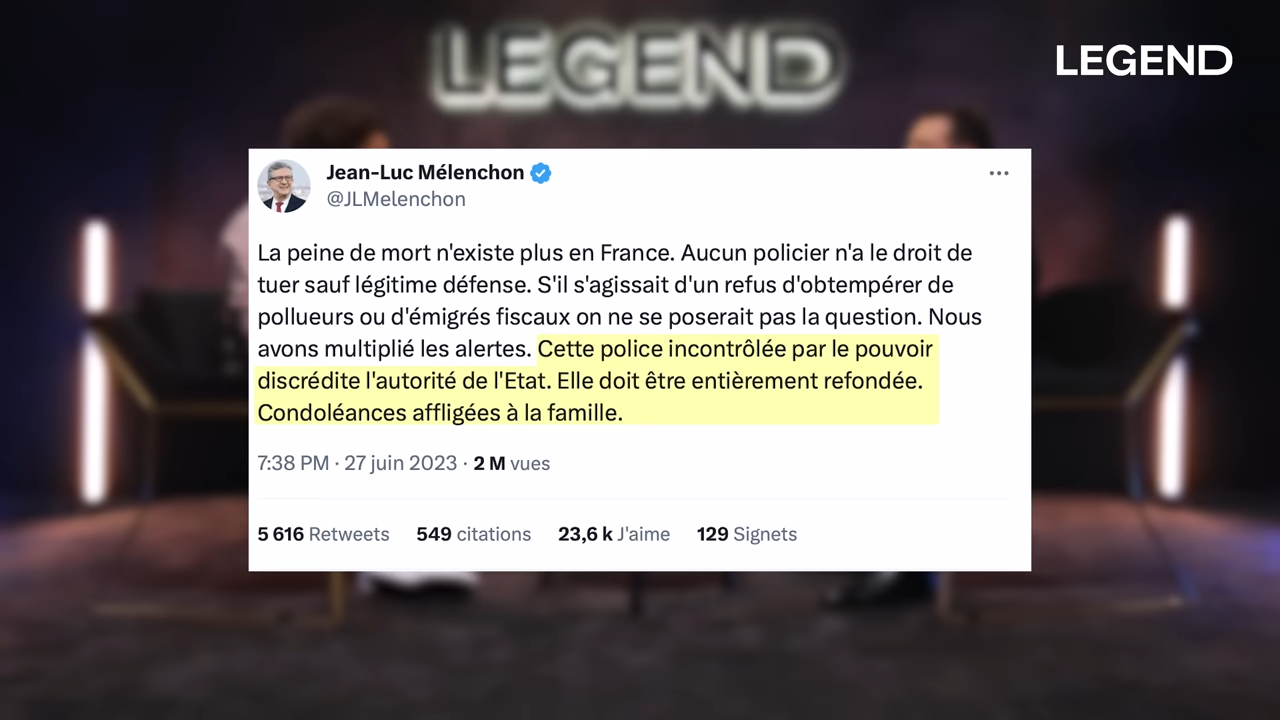 LEGEND
LEGEND
Jean-Luc Mélenchon
@JLMelenchon
La peine de mort n'existe plus en France. Aucun policier n'a le droit de
tuer sauf légitime défense. S'il s'agissait d'un refus d'obtempérer de
pollueurs ou d'émigrés fiscaux on ne se poserait pas la question. Nous
avons multiplié les alertes. Cette police incontrôlée par le pouvoir
discrédite l'autorité de l'Etat. Elle doit être entièrement refondée.
Condoléances affligées à la famille.
7:38 PM · 27 juin 2023 · 2 M vues
5 616 Retweets 549 citations 23,6 k J'aime 129 Signets